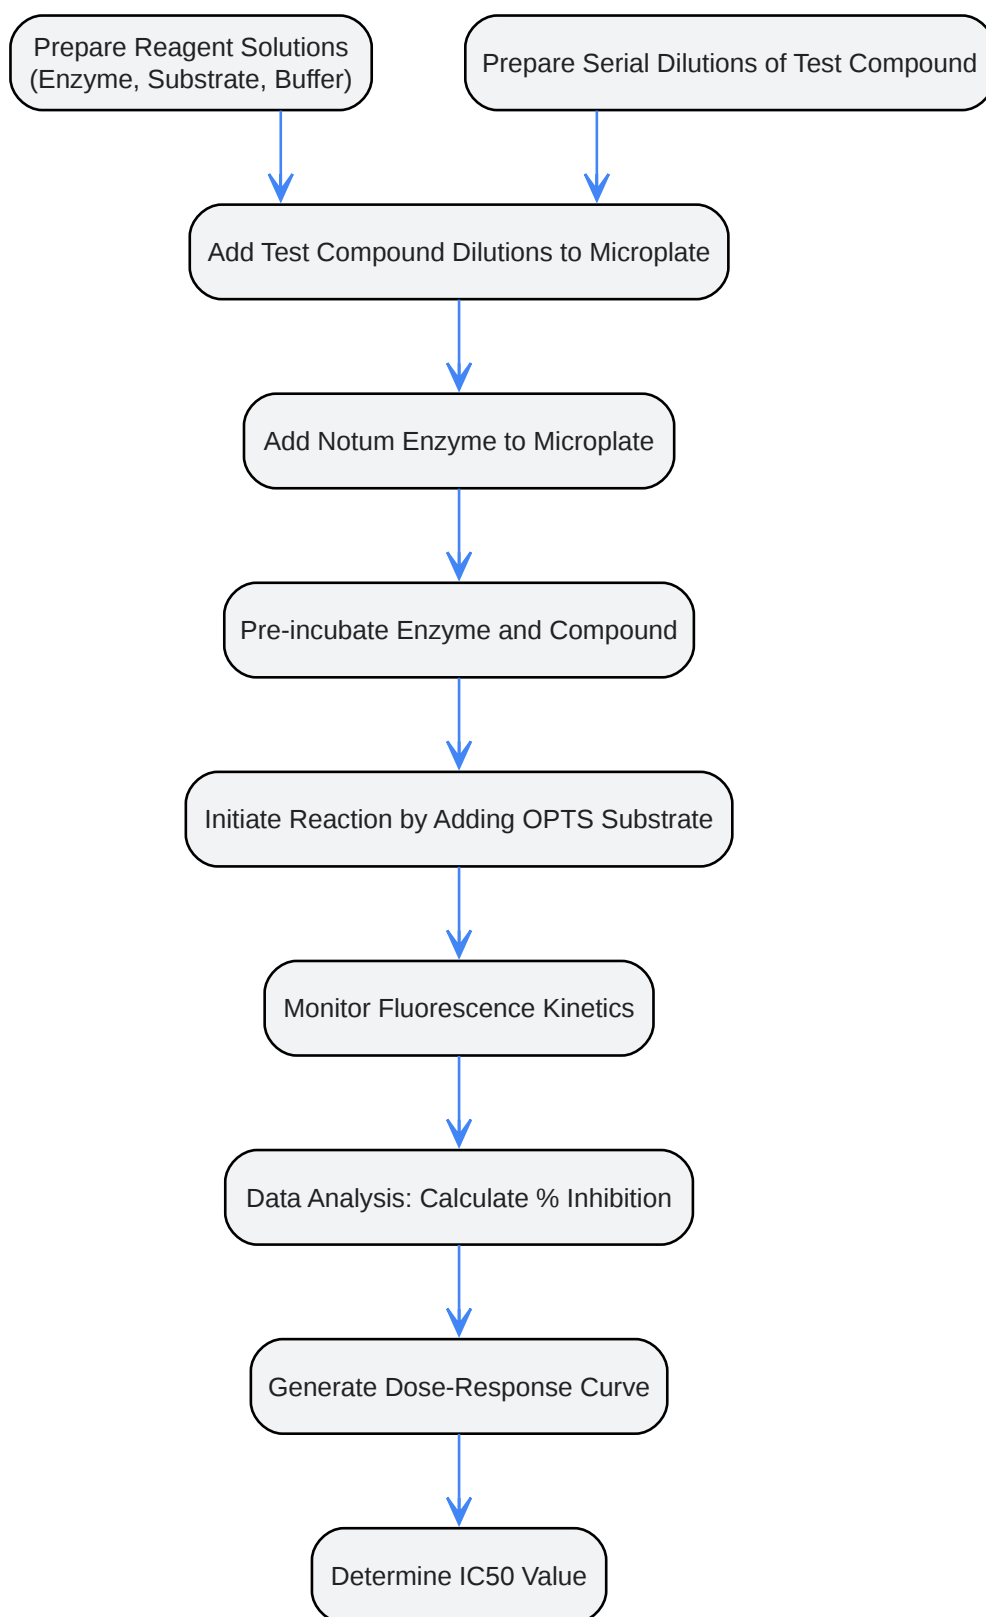 Prepare Reagent Solutions
(Enzyme, Substrate, Buffer)
Prepare Serial Dilutions of Test Compound
Add Test Compound Dilutions to Microplate
Add Notum Enzyme to Microplate
Pre-incubate Enzyme and Compound
Initiate Reaction by Adding OPTS Substrate
Monitor Fluorescence Kinetics
Data Analysis: Calculate % Inhibition
Generate Dose-Response Curve
Determine IC50 Value